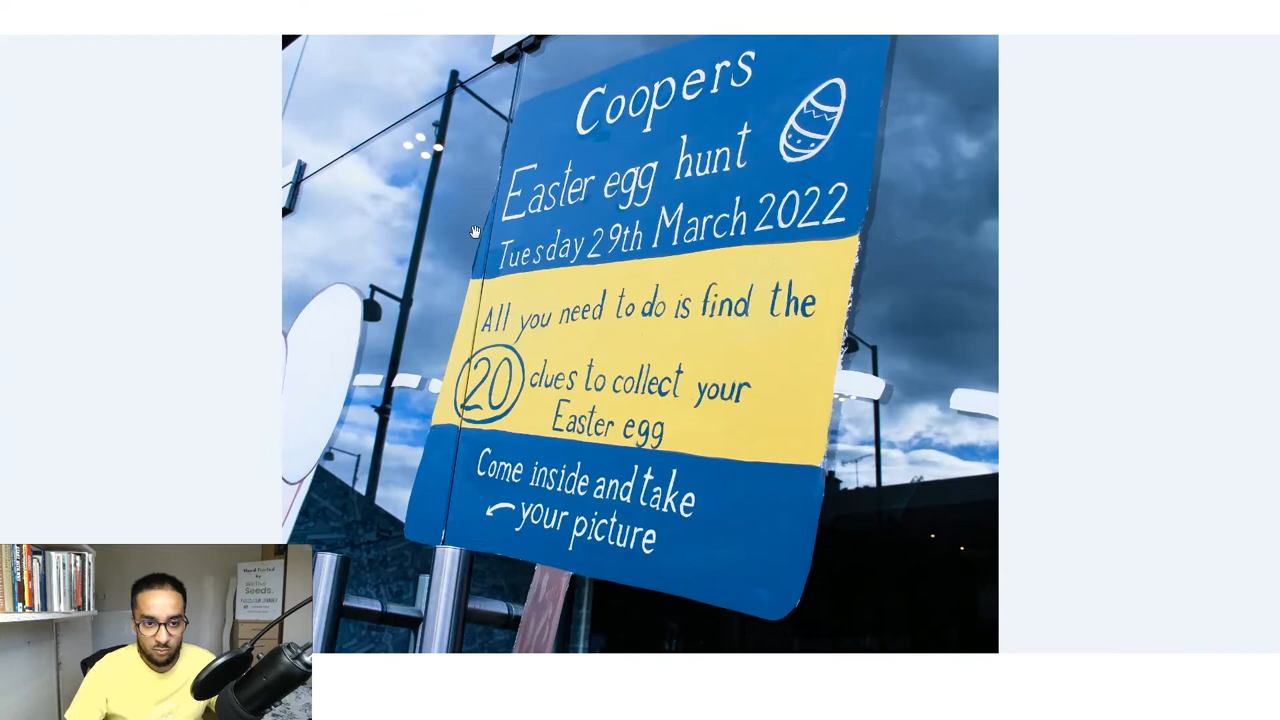 Coopers
Easter egg hunt
Tuesday 29th March 2022
All you need to do is find the
20 clues to collect your
Easter egg
Come inside and take
your picture
Seeds.